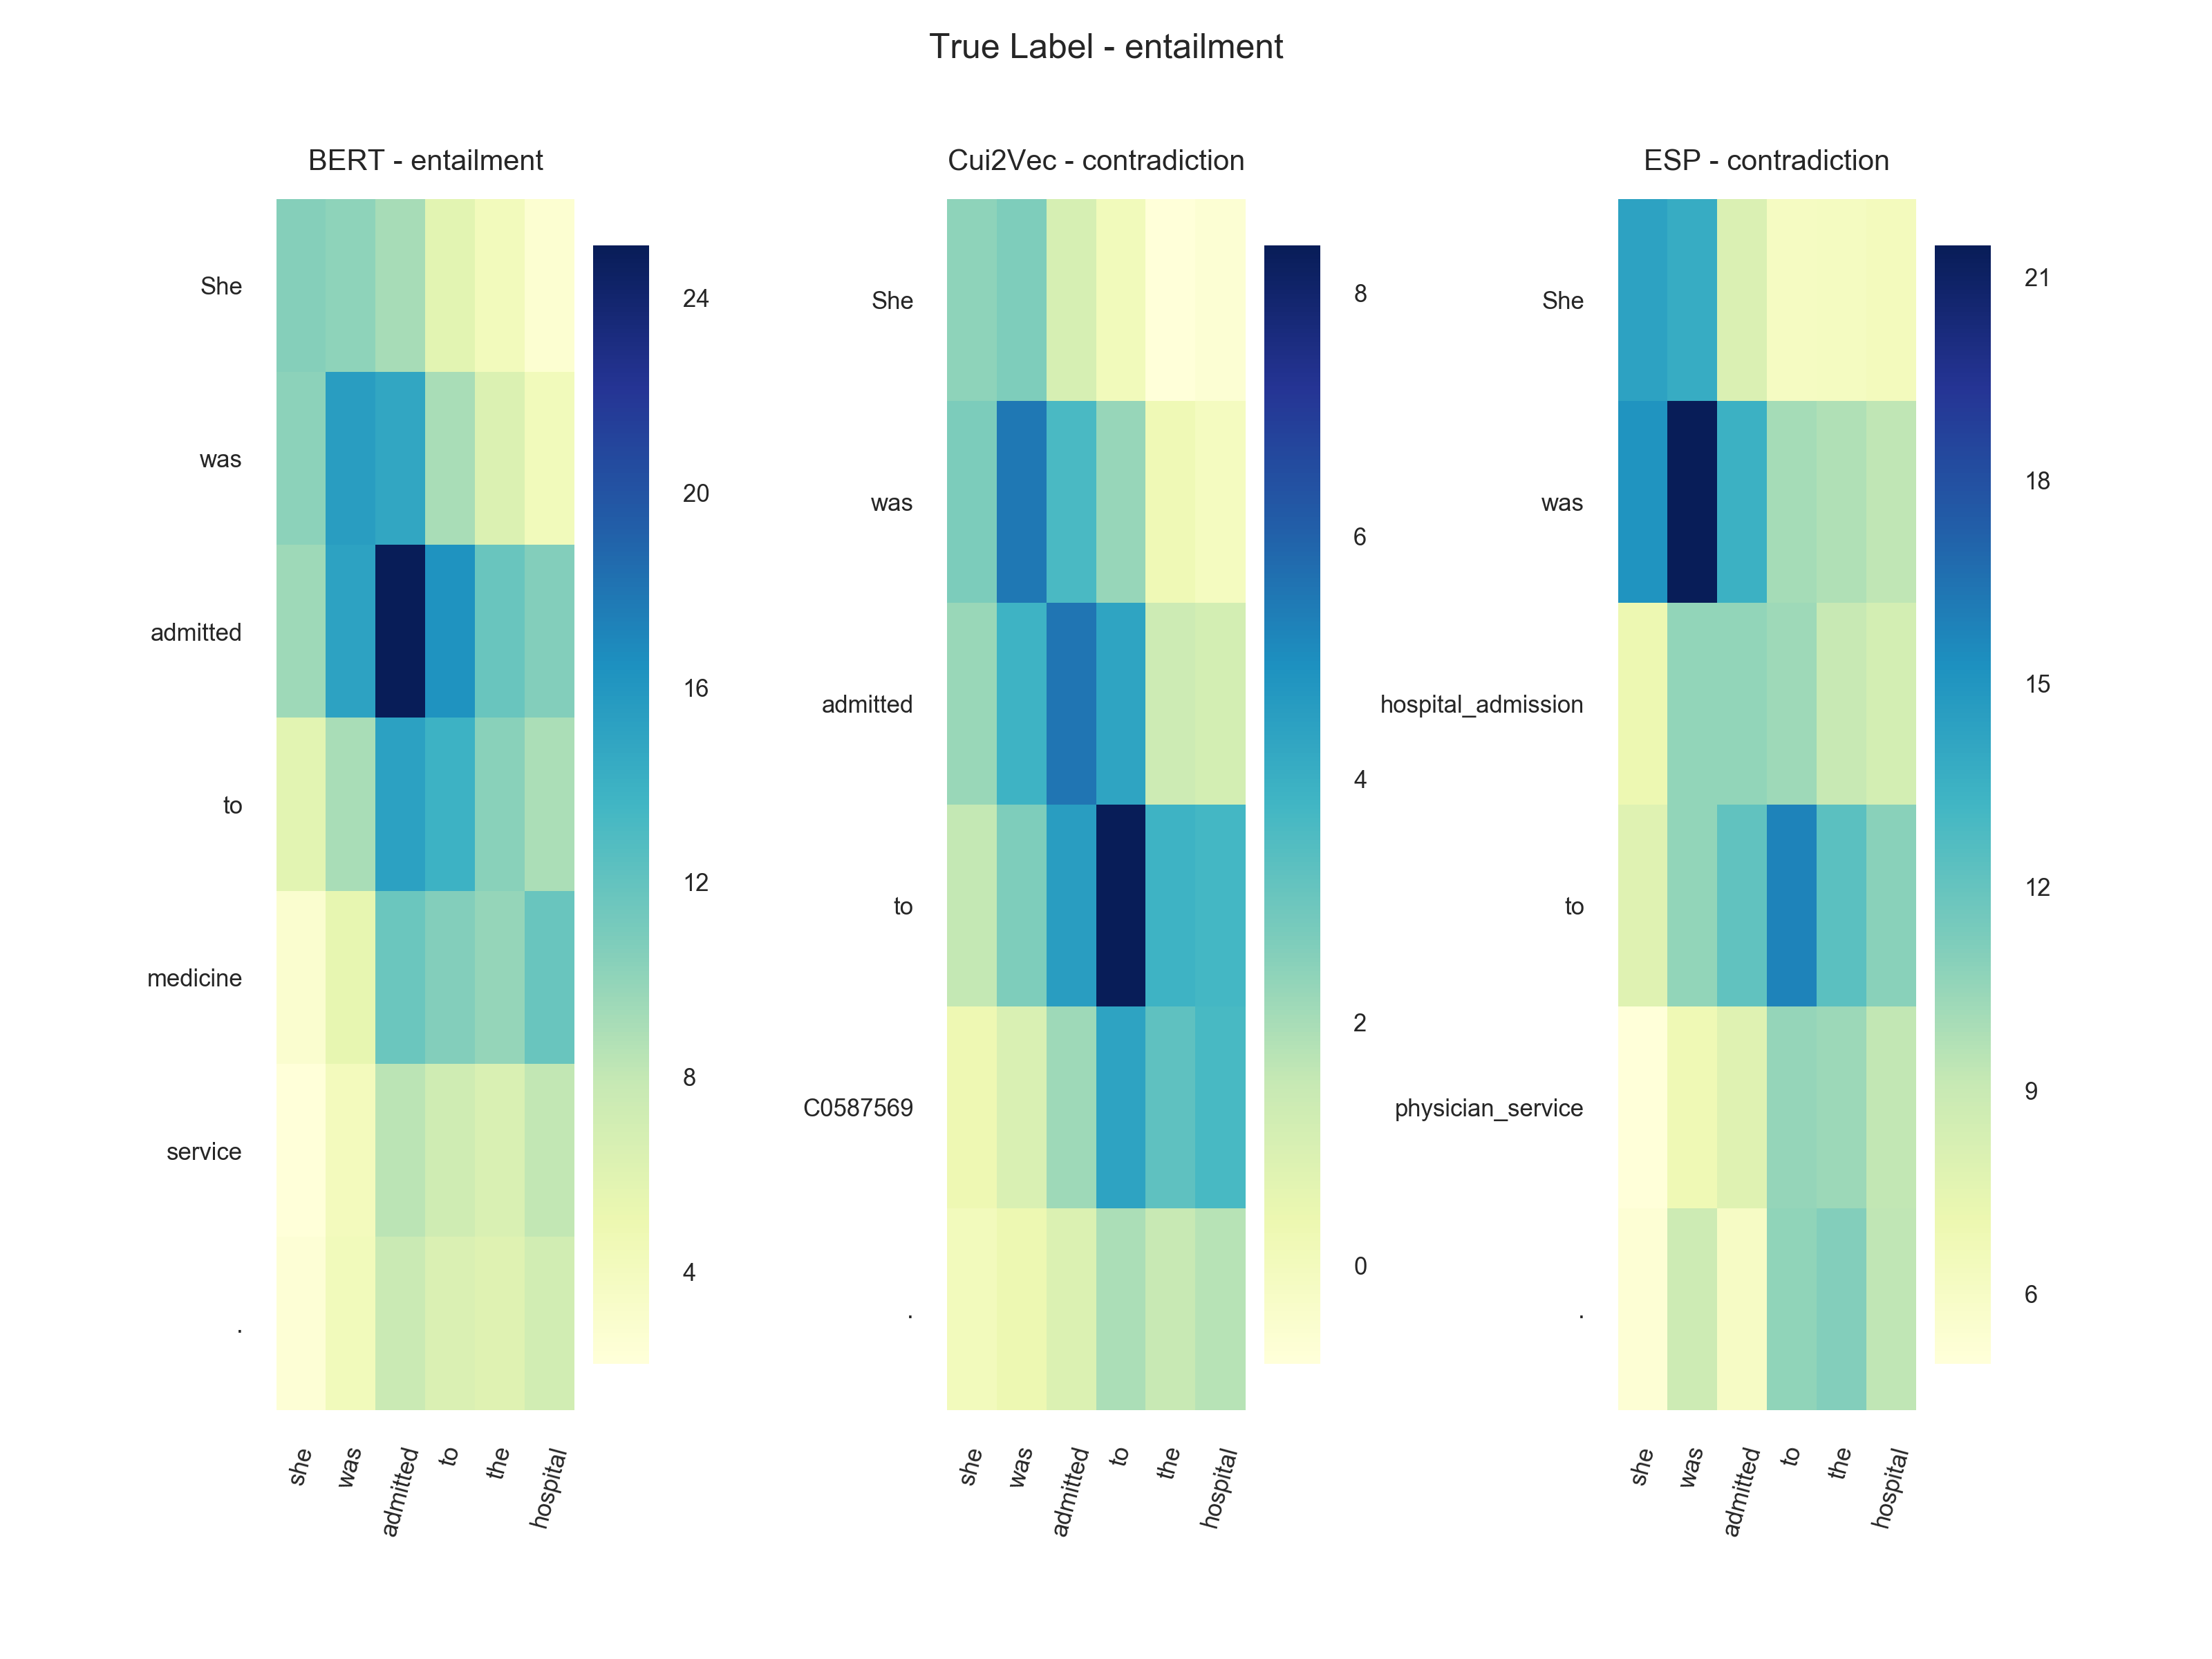 True Label - entailment
BERT - entailment
She
was
admitted
to
medicine
service
.
she
was
admitted
to
the
hospital
24
20
16
12
8
4
Cui2Vec - contradiction
She
was
admitted
to
C0587569
.
she
was
admitted
to
the
hospital
8
6
4
2
0
ESP - contradiction
She
was
hospital_admission
to
physician_service
.
she
was
admitted
to
the
hospital
21
18
15
12
9
6